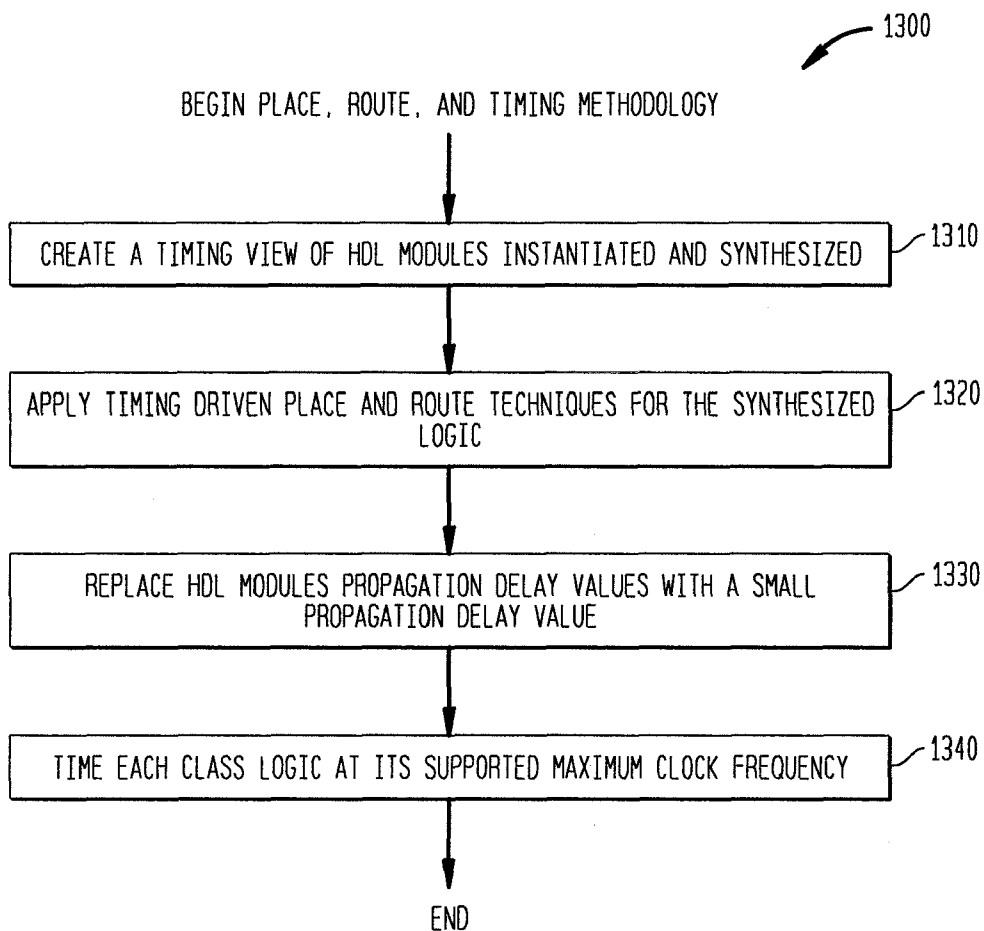 1300
BEGIN PLACE, ROUTE, AND TIMING METHODOLOGY
CREATE A TIMING VIEW OF HDL MODULES INSTANTIATED AND SYNTHESIZED
1310
APPLY TIMING DRIVEN PLACE AND ROUTE TECHNIQUES FOR THE SYNTHESIZED
LOGIC
1320
REPLACE HDL MODULES PROPAGATION DELAY VALUES WITH A SMALL
PROPAGATION DELAY VALUE
1330
TIME EACH CLASS LOGIC AT ITS SUPPORTED MAXIMUM CLOCK FREQUENCY
1340
END